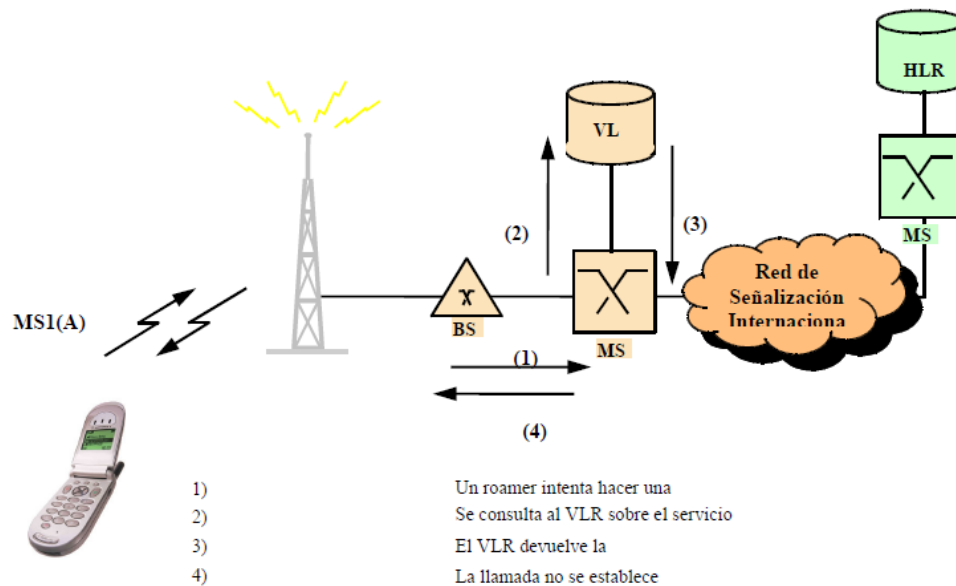 HLR
VL
(2)
(3)
MS
Red de
Señalización
Internaciona
MS1(A)
BS
MS
(1)
(4)
1) Un roamer intenta hacer una
2) Se consulta al VLR sobre el servicio
3) El VLR devuelve la
4) La llamada no se establece